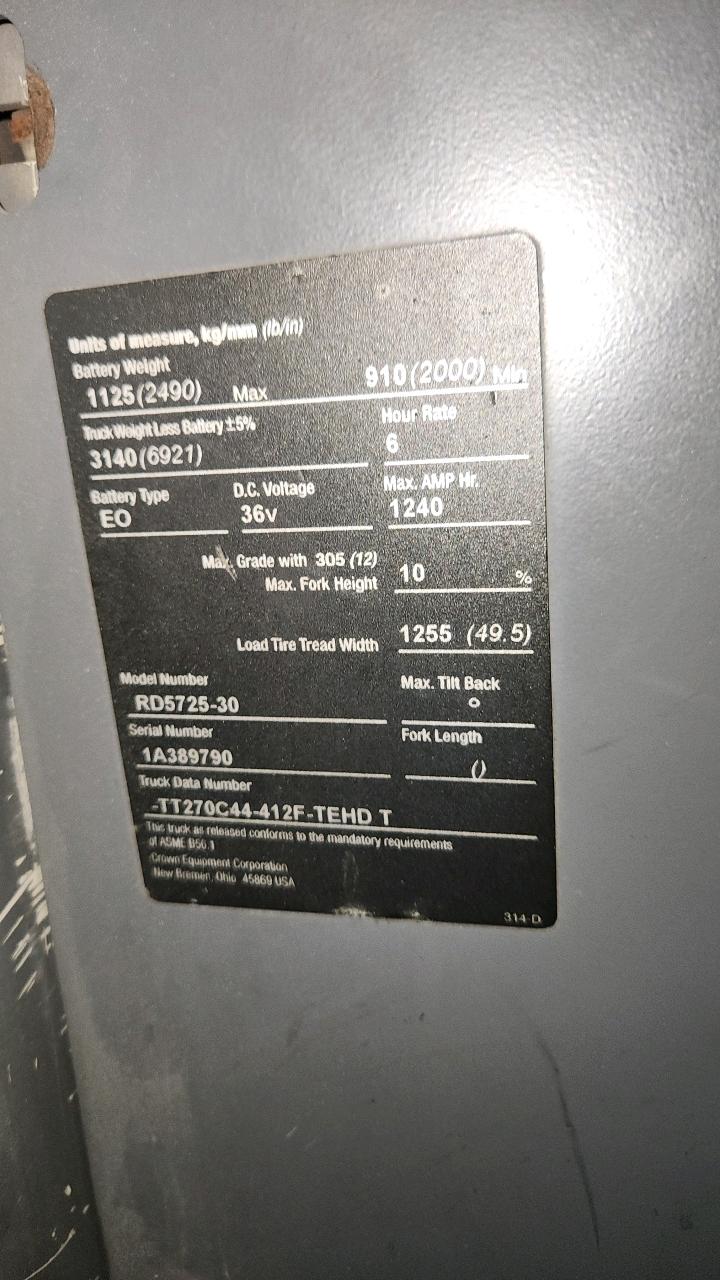 Units of measure, kg/mm (lb/in)
Battery Weight
1125(2490) Max 910(2000) Min
Truck Weight Less Battery ±5% Hour Rate
3140(6921) 6
Battery Type D.C. Voltage Max. AMP Hr.
EO 36V 1240
Max. Grade with 305 (12)
Max. Fork Height 10 %
Load Tire Tread Width 1255 (49.5)
Model Number Max. Tilt Back
RD5725-30 °
Serial Number Fork Length
1A389790 ()
Truck Data Number
-TT270C44-412F-TEHD T
This truck as released conforms to the mandatory requirements
of ASME B56.1
Crown Equipment Corporation
New Bremen, Ohio 45869 USA
314-D